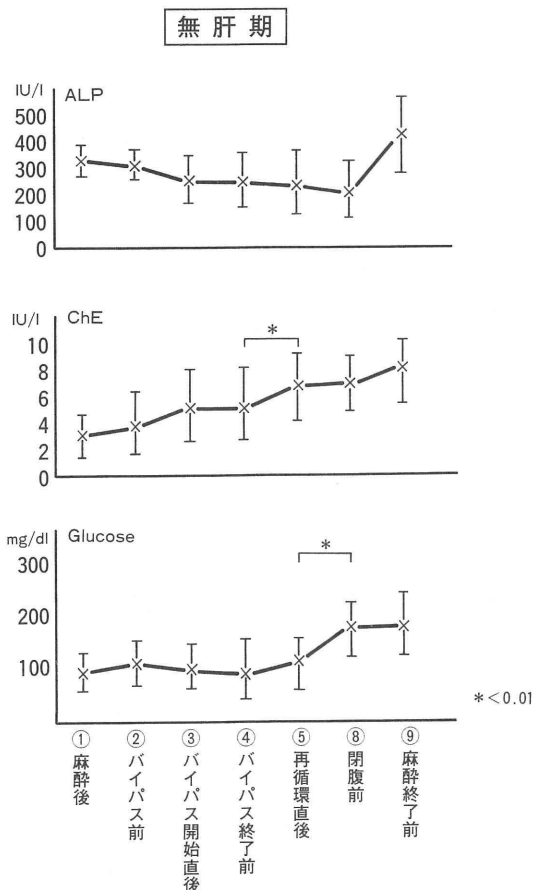 無肝期
IU/l ALP
500
400
300
200
100
0
IU/l ChE
*
10
8
6
4
2
0
mg/dl Glucose
*
300
200
100
*<0.01
①麻酔後
②バイパス前
③バイパス開始直後
④バイパス終了前
⑤再循環直後
⑧閉腹前
⑨麻酔終了前